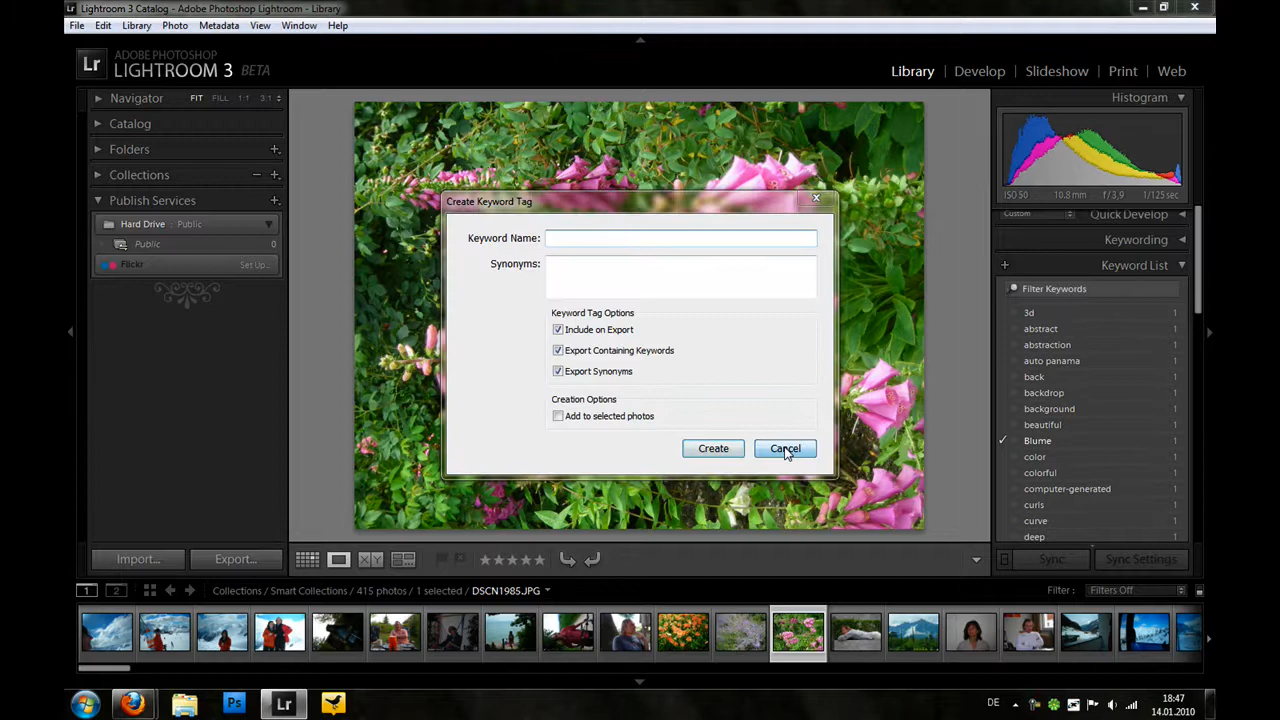 Lightroom 3 Catalog - Adobe Photoshop Lightroom - Library
File Edit Library Photo Metadata View Window Help
Lr ADOBE PHOTOSHOP
LIGHTROOM 3 BETA
Library Develop Slideshow Print Web
Navigator FIT FILL 1:1 3:1
Catalog
Folders
Collections
Publish Services
Hard Drive : Public
Public 0
Flickr Set Up...
Create Keyword Tag
Keyword Name:
Synonyms:
Keyword Tag Options
Include on Export
Export Containing Keywords
Export Synonyms
Creation Options
Add to selected photos
Create Cancel
Histogram
ISO 50 10.8 mm f / 3,9 1/125 sec
Custom Quick Develop
Keywording
Keyword List
Filter Keywords
3d 1
abstract 1
abstraction 1
auto panama 1
back 1
backdrop 1
background 1
beautiful 1
Blume 1
color 1
colorful 1
computer-generated 1
curls 1
curve 1
deep 1
Import... Export...
XY
Sync Sync Settings
1 2 Collections / Smart Collections / 415 photos / 1 selected / DSCN1985.JPG
Filter : Filters Off
Ps Lr
DE 18:47
14.01.2010